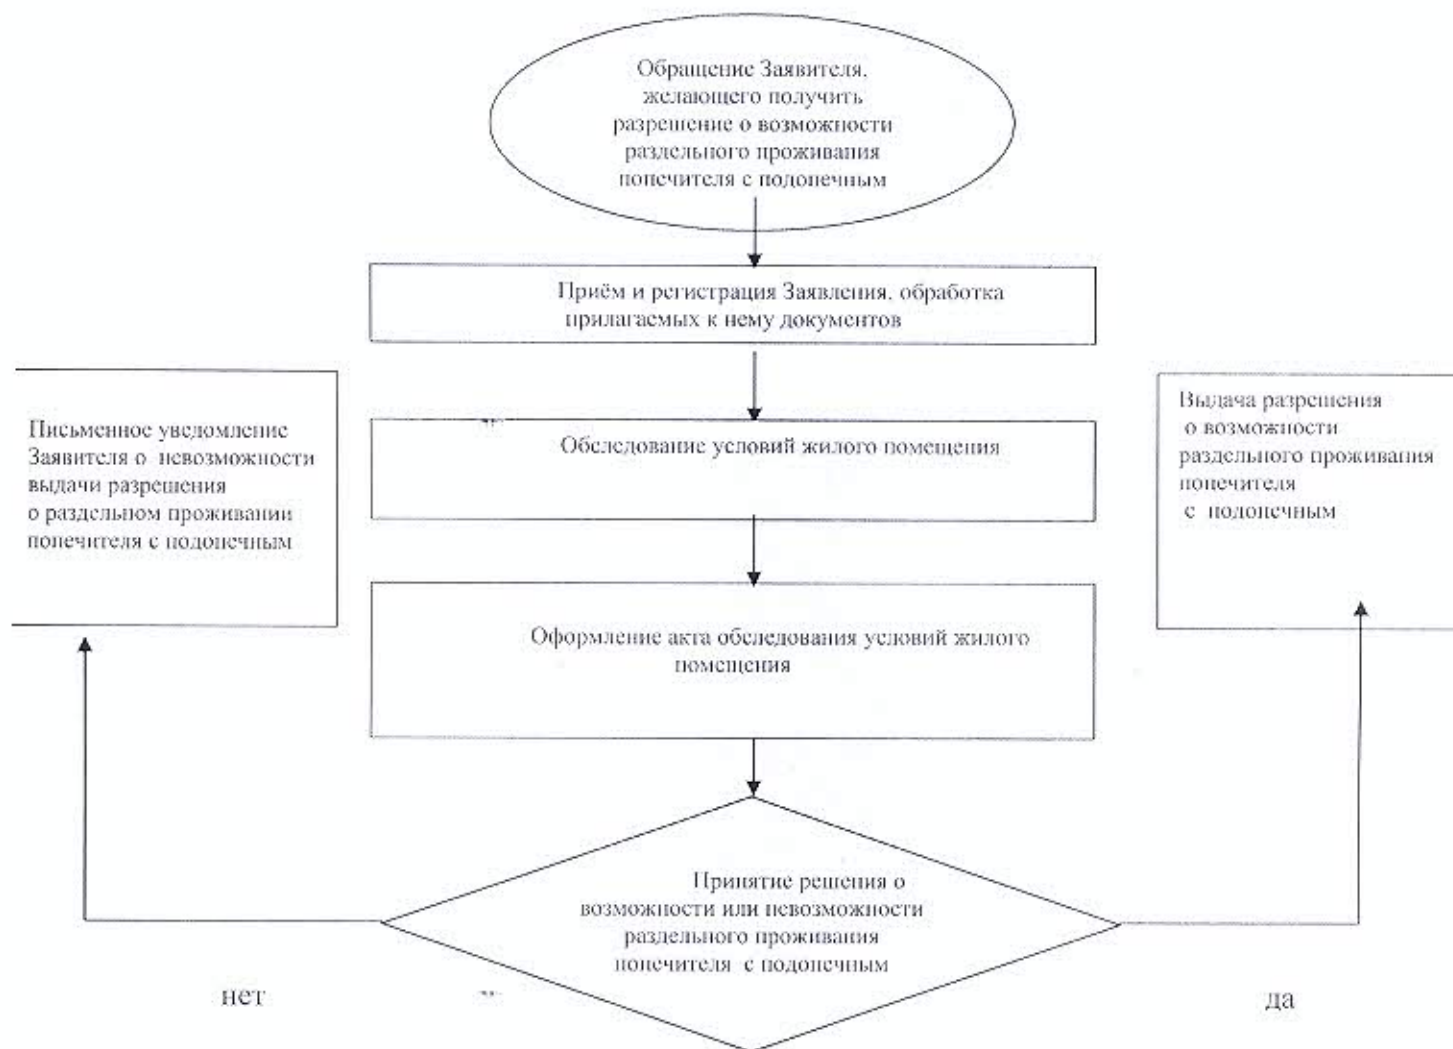 Обращение Заявителя,
желающего получить
разрешение о возможности
раздельного проживания
попечителя с подопечным
Приём и регистрация Заявления, обработка
прилагаемых к нему документов
Письменное уведомление
Заявителя о невозможности
выдачи разрешения
о раздельном проживании
попечителя с подопечным
Обследование условий жилого помещения
Выдача разрешения
о возможности
раздельного проживания
попечителя
с подопечным
Оформление акта обследования условий жилого
помещения
Принятие решения о
возможности или невозможности
раздельного проживания
попечителя с подопечным
нет
да